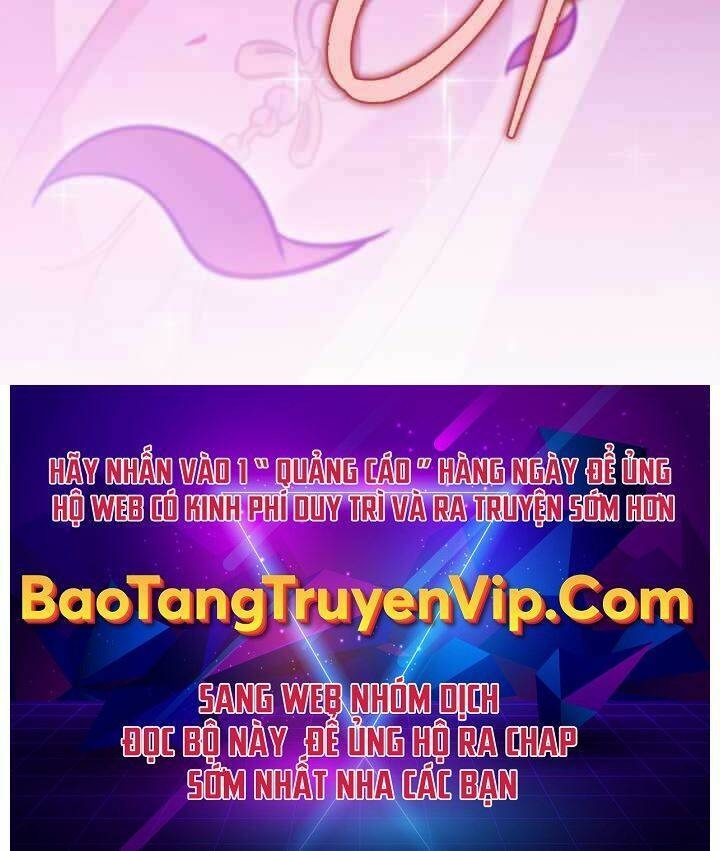 HÃY NHẤN VÀO 1 “ QUẢNG CÁO ” HÀNG NGÀY ĐỂ ỦNG
HỘ WEB CÓ KINH PHÍ DUY TRÌ VÀ RA TRUYỆN SỚM HƠN
BaoTangTruyenVip.Com
SANG WEB NHÓM DỊCH
ĐỌC BỘ NÀY ĐỂ ỦNG HỘ RA CHAP
SỚM NHẤT NHA CÁC BẠN